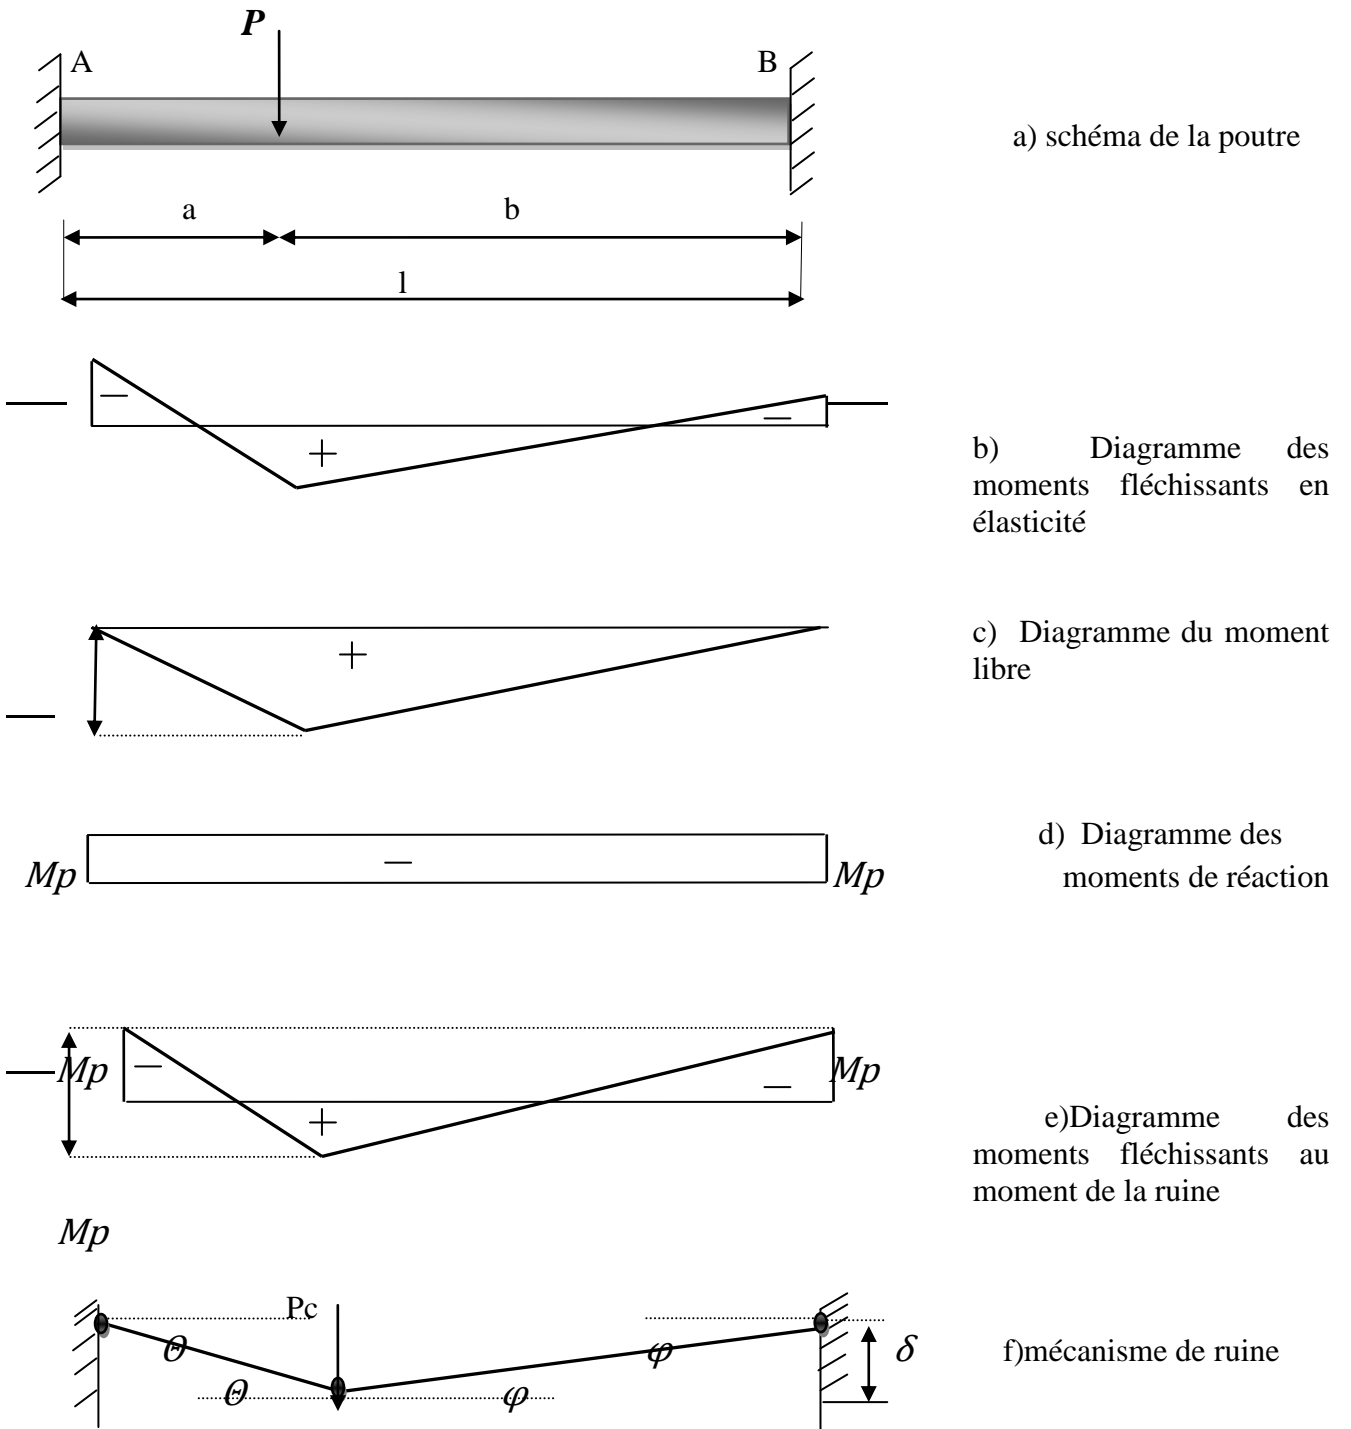 P
A
B
a) schéma de la poutre
a
b
l
−
−
+
b) Diagramme des
moments fléchissants en
élasticité
c) Diagramme du moment
libre
+
d) Diagramme des
moments de réaction
Mp
−
Mp
Mp
−
−
Mp
+
e)Diagramme des
moments fléchissants au
moment de la ruine
Mp
Pc
Θ
φ
δ
f)mécanisme de ruine
Θ
φ